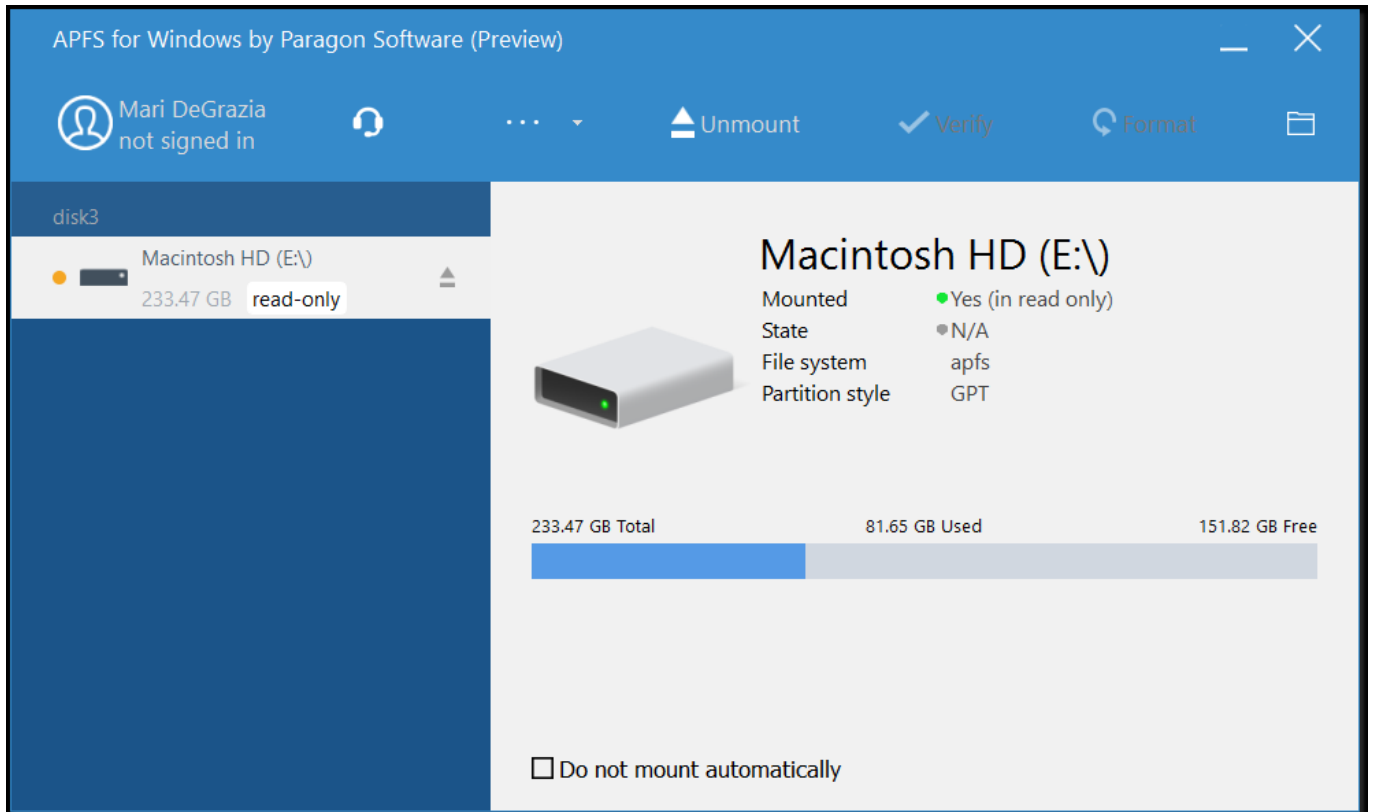 APFS for Windows by Paragon Software (Preview)
Mari DeGrazia
not signed in
Unmount
Verify
Format
disk3
Macintosh HD (E:\)
233.47 GB read-only
Macintosh HD (E:\)
Mounted Yes (in read only)
State N/A
File system apfs
Partition style GPT
233.47 GB Total 81.65 GB Used 151.82 GB Free
Do not mount automatically